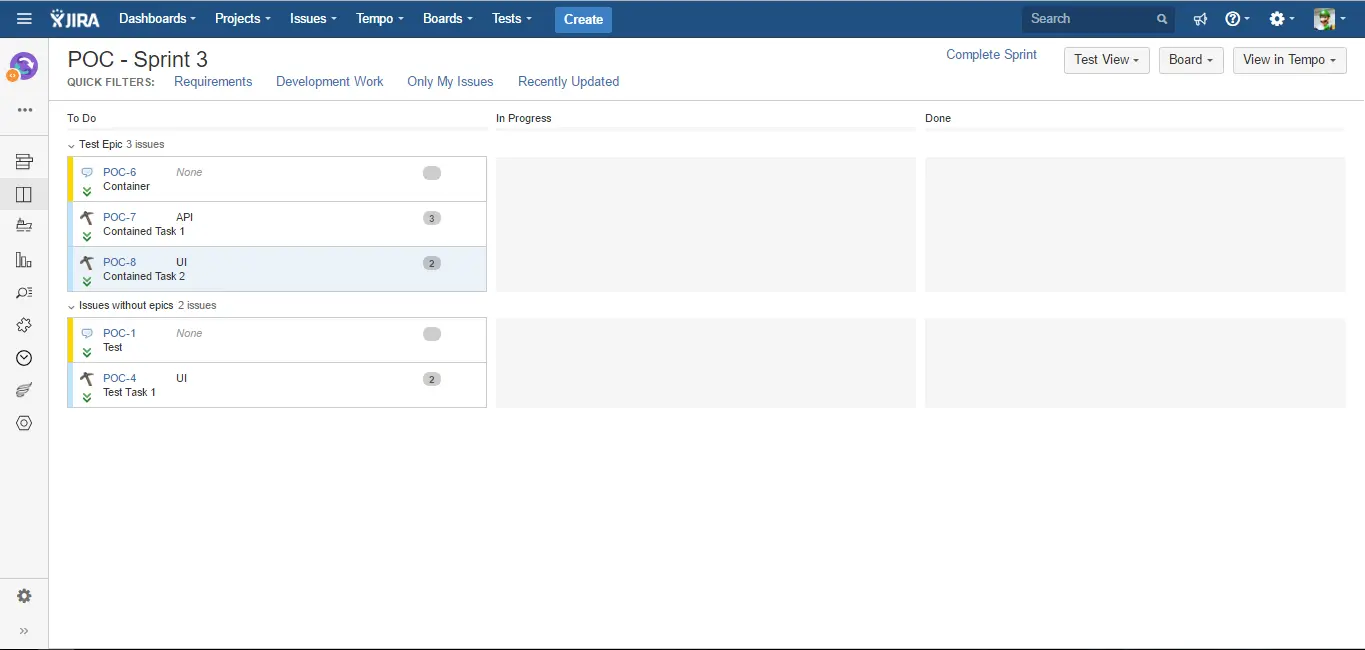 JIRA Dashboards Projects Issues Tempo Boards Tests Create Search
POC - Sprint 3
Complete Sprint Test View Board View in Tempo
QUICK FILTERS: Requirements Development Work Only My Issues Recently Updated
To Do In Progress Done
Test Epic 3 issues
POC-6 None
Container
POC-7 API 3
Contained Task 1
POC-8 UI 2
Contained Task 2
Issues without epics 2 issues
POC-1 None
Test
POC-4 UI 2
Test Task 1